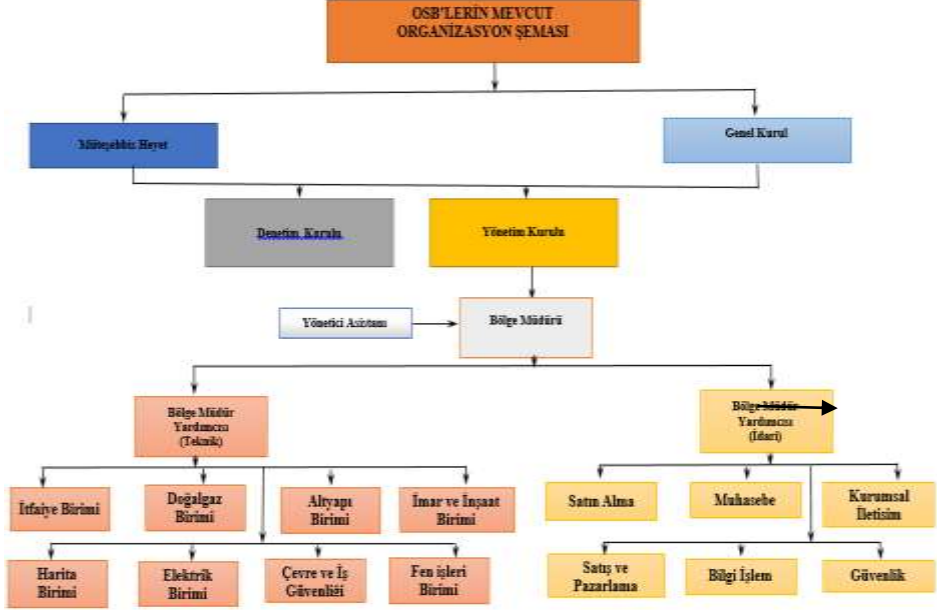 OSB'LERİN MEVCUT
ORGANİZASYON ŞEMASI
Müteşebbis Heyet
Genel Kurul
Denetim Kurulu
Yönetim Kurulu
Yönetici Asistanı
Bölge Müdürü
Bölge Müdür
Yardımcısı
(Teknik)
Bölge Müdür
Yardımcısı
(İdari)
İtfaiye Birimi
Doğalgaz
Birimi
Altyapı
Birimi
İmar ve İnşaat
Birimi
Satın Alma
Muhasebe
Kurumsal
İletisim
Harita
Birimi
Elektrik
Birimi
Çevre ve İş
Güvenliği
Fen işleri
Birimi
Satış ve
Pazarlama
Bilgi İşlem
Güvenlik